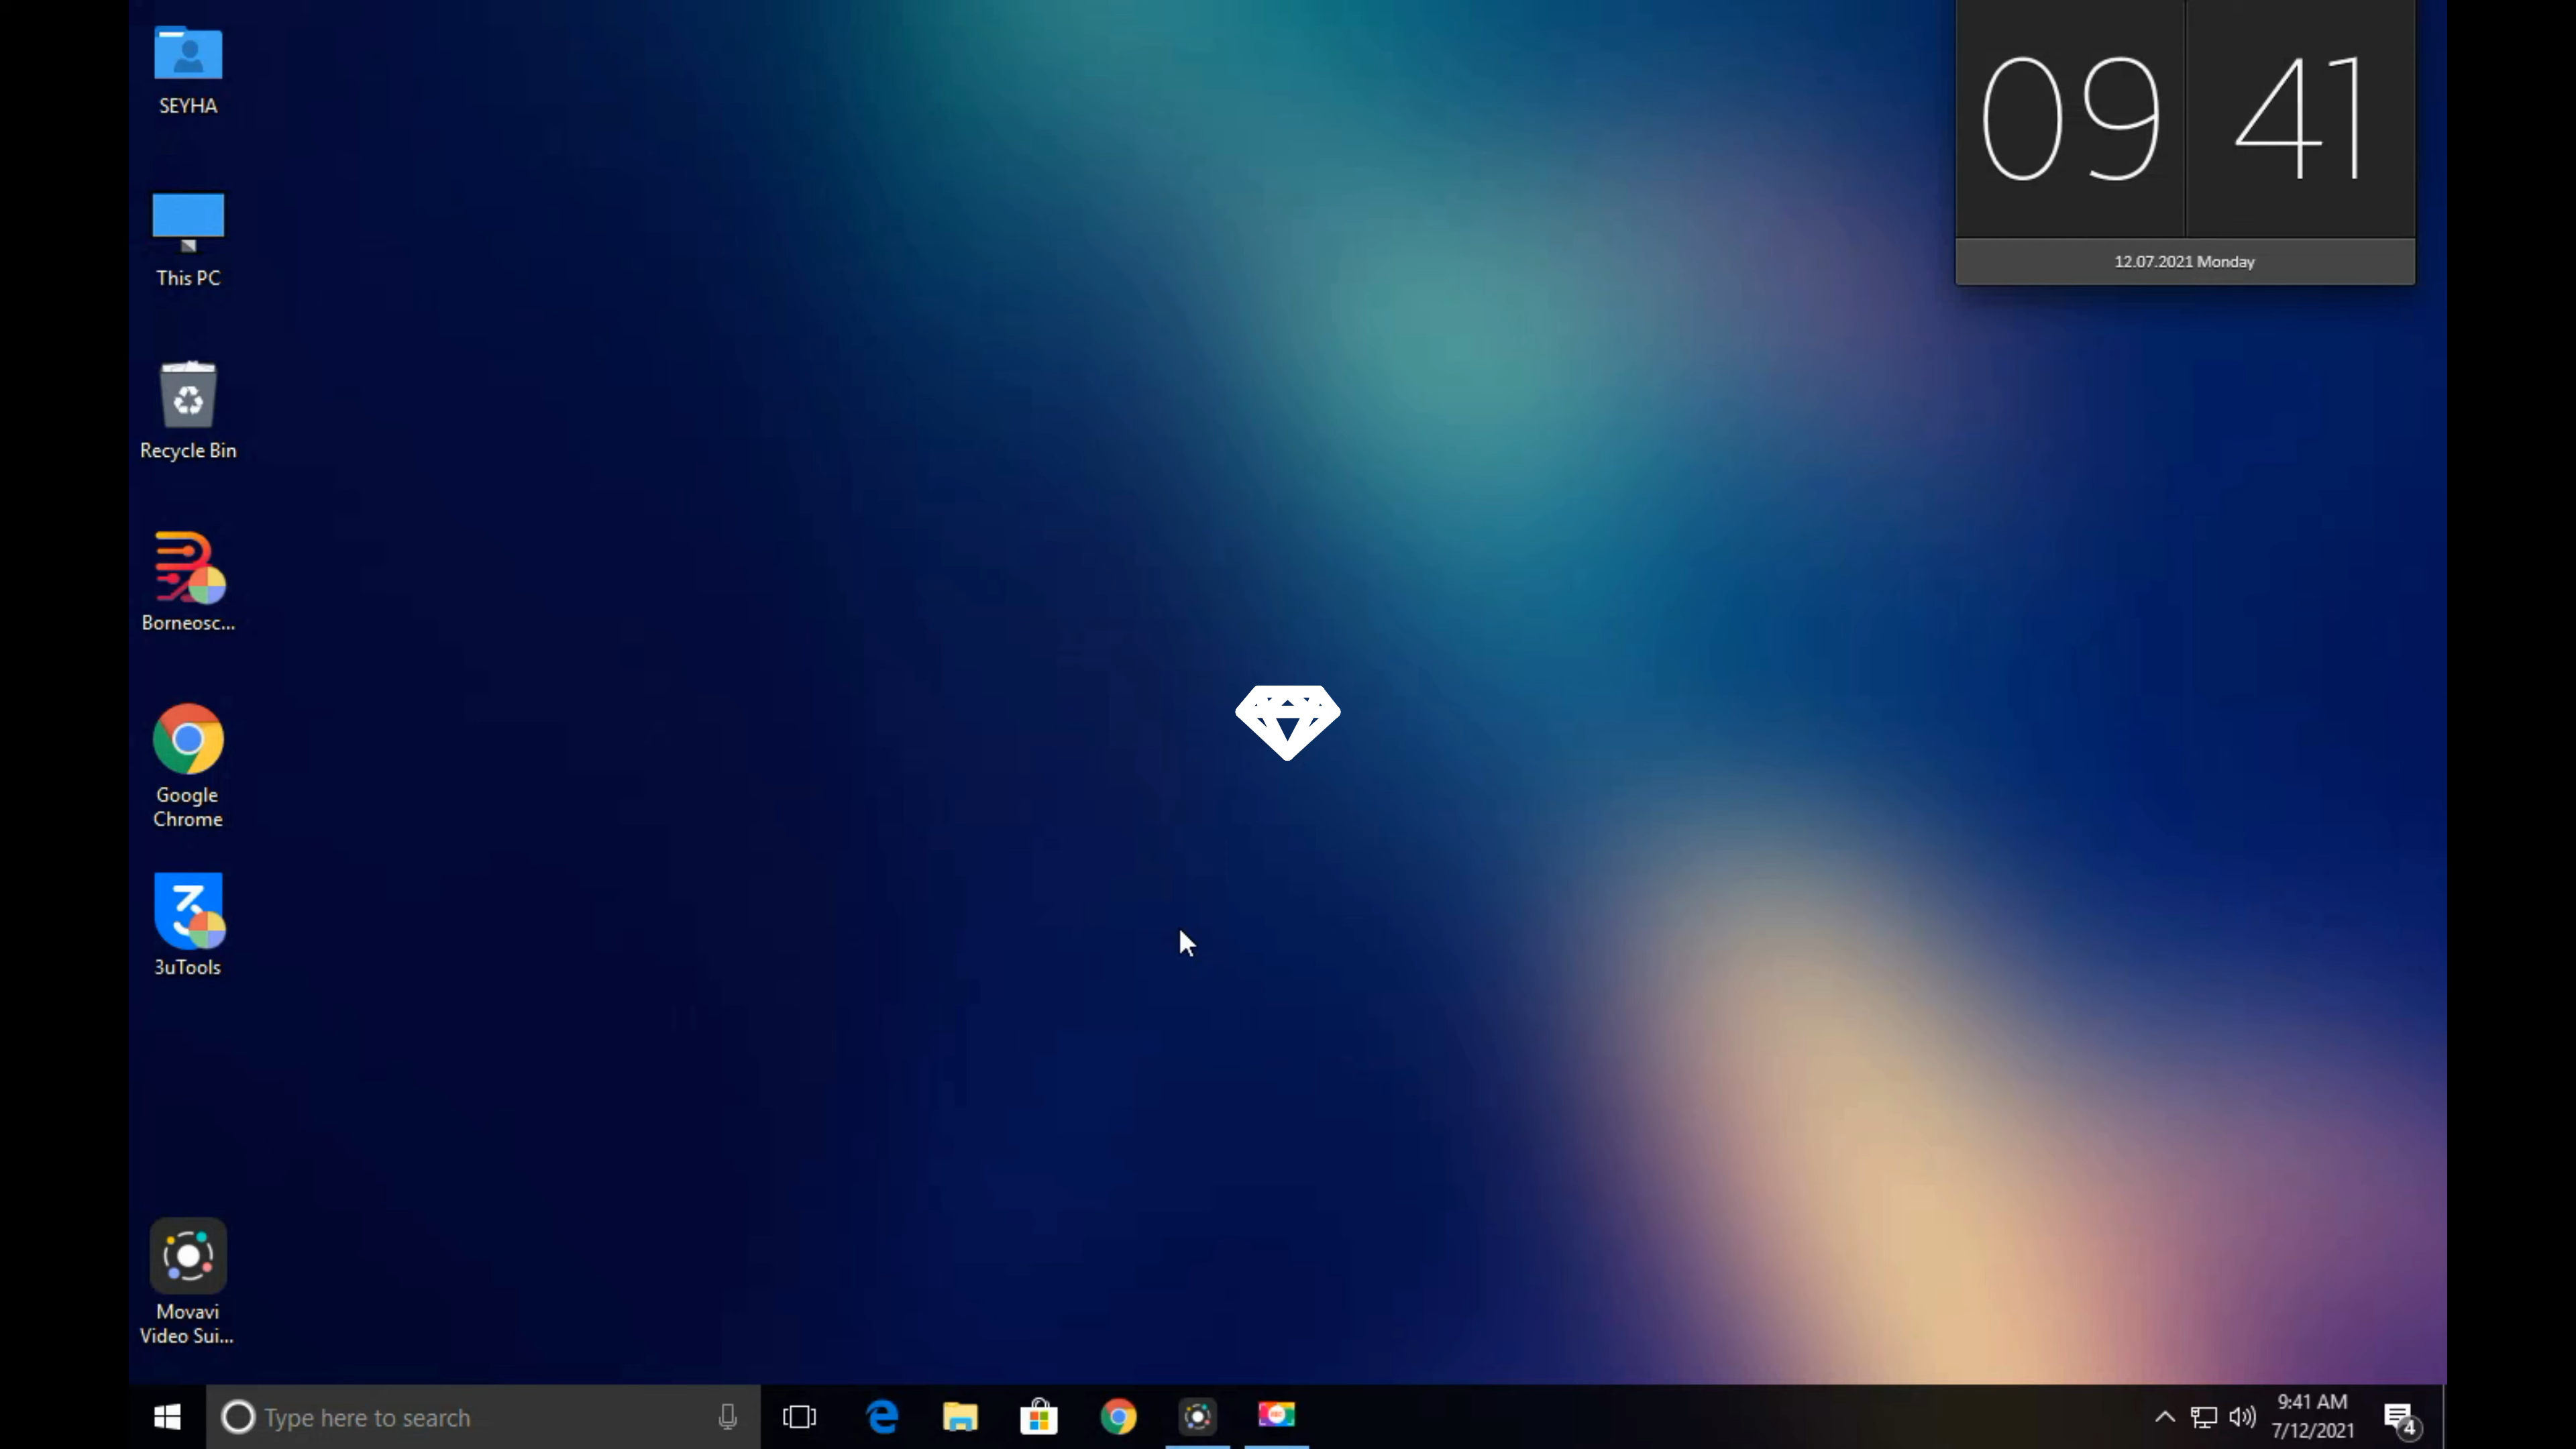 SEYHA
This PC
Recycle Bin
Borneosc...
Google
Chrome
3uTools
Movavi
Video Sui...
09 41
12.07.2021 Monday
Type here to search
9:41 AM
7/12/2021
4